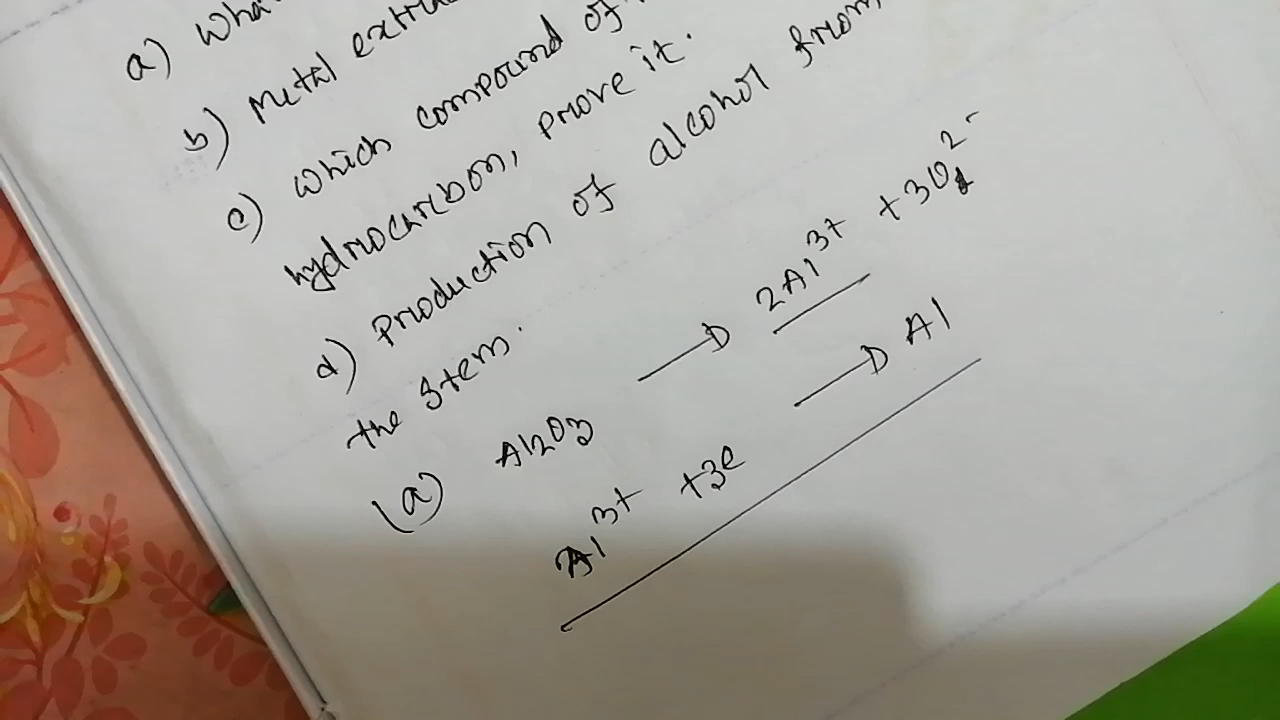 a) Wha
b) Metal extra
c) Which compound of
hydrocarbon, prove it.
d) Production of alcohol from
the stem.
(a) Al2O3 → 2Al3+ + 3O2-
Al3+ +3e → Al